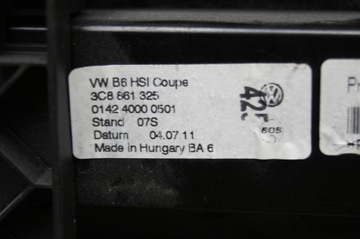 VW B6 HSI Coupe
3C8 861 325
0142 4000 0501
Stand 07S
Datum 04.07.11
Made in Hungary BA 6
425
605